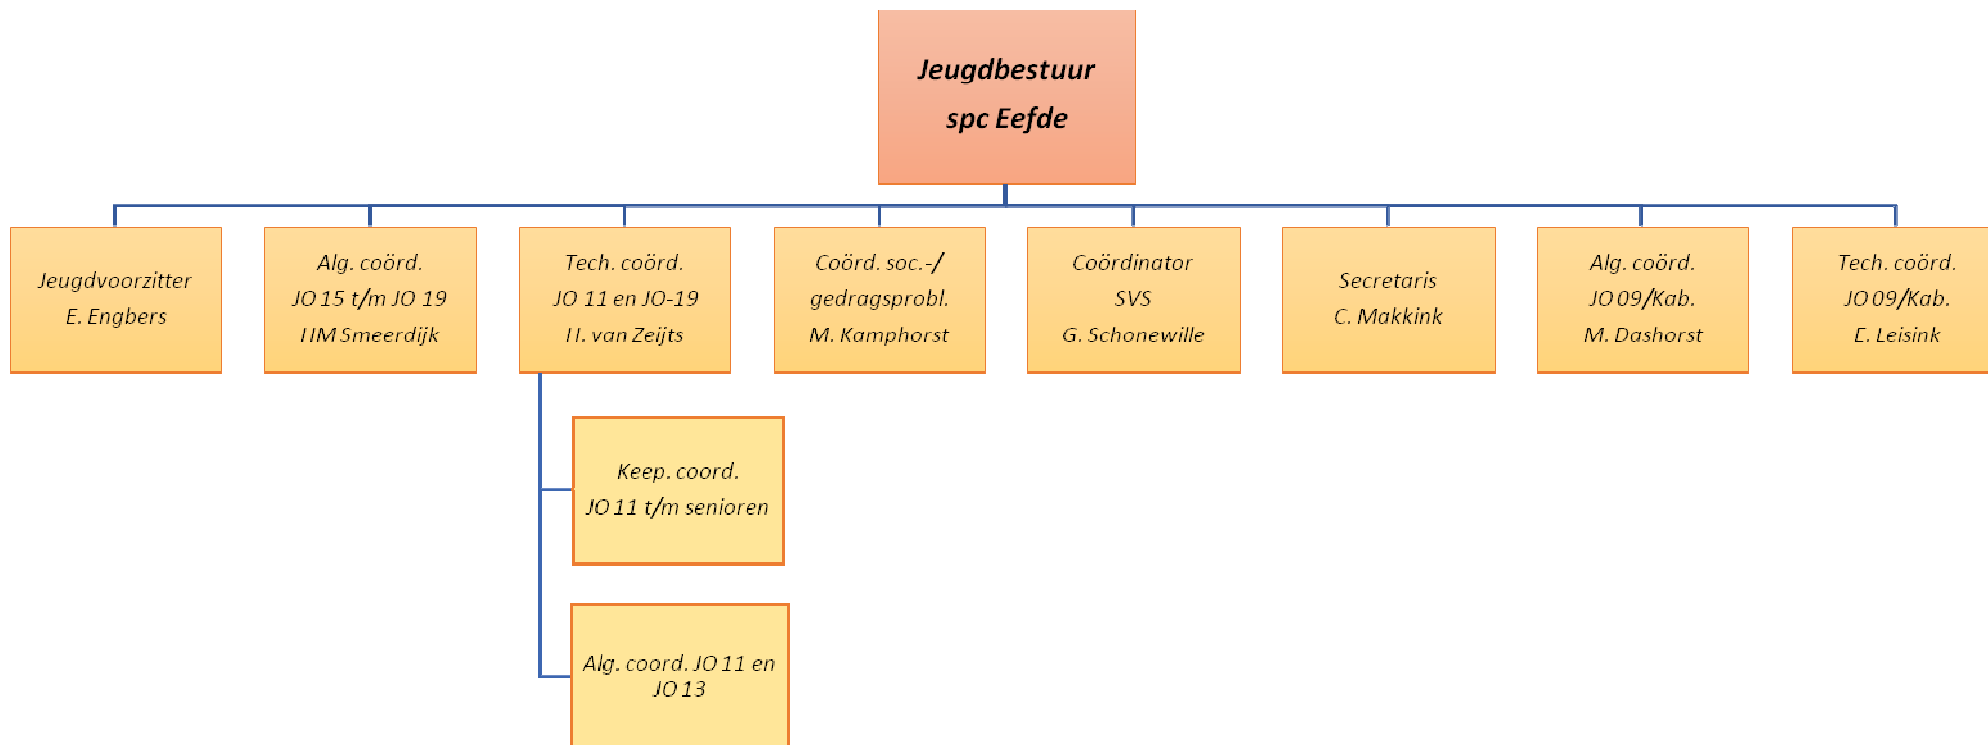 Jeugdbestuur
spc Eefde
Jeugdvoorzitter
E. Engbers
Alg. coörd.
JO 15 t/m JO 19
HM Smeerdijk
Tech. coörd.
JO 11 en JO-19
H. van Zeijts
Coörd. soc.-/
gedragsprobl.
M. Kamphorst
Coördinator
SVS
G. Schonewille
Secretaris
C. Makkink
Alg. coörd.
JO 09/Kab.
M. Dashorst
Tech. coörd.
JO 09/Kab.
E. Leisink
Keep. coord.
JO 11 t/m senioren
Alg. coord. JO 11 en
JO 13